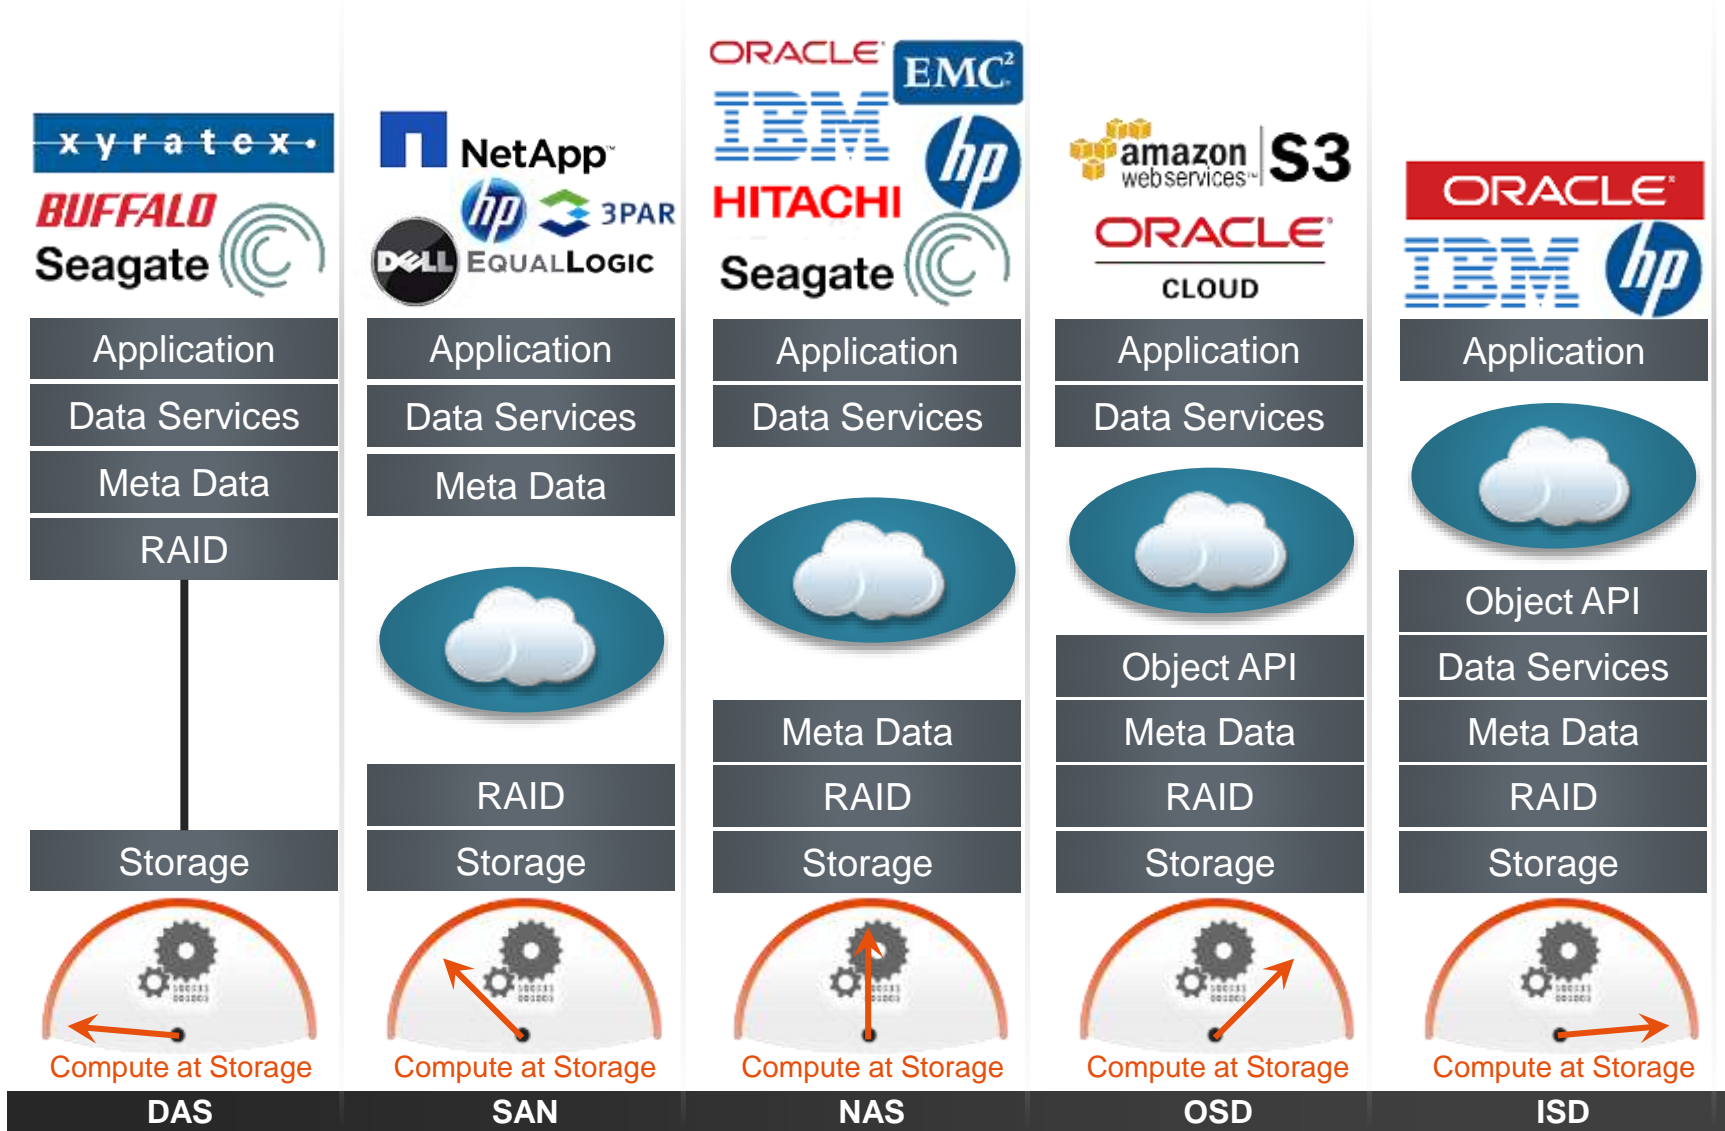 xyratex
BUFFALO
Seagate
Application
Data Services
Meta Data
RAID
Storage
Compute at Storage
DAS
NetApp™
hp
3PAR
DELL
EQUALLOGIC
Application
Data Services
Meta Data
RAID
Storage
Compute at Storage
SAN
ORACLE
EMC²
IBM
hp
HITACHI
Seagate
Application
Data Services
Meta Data
RAID
Storage
Compute at Storage
NAS
amazon
webservices™
S3
ORACLE
CLOUD
Application
Data Services
Object API
Meta Data
RAID
Storage
Compute at Storage
OSD
ORACLE
IBM
hp
Application
Object API
Data Services
Meta Data
RAID
Storage
Compute at Storage
ISD